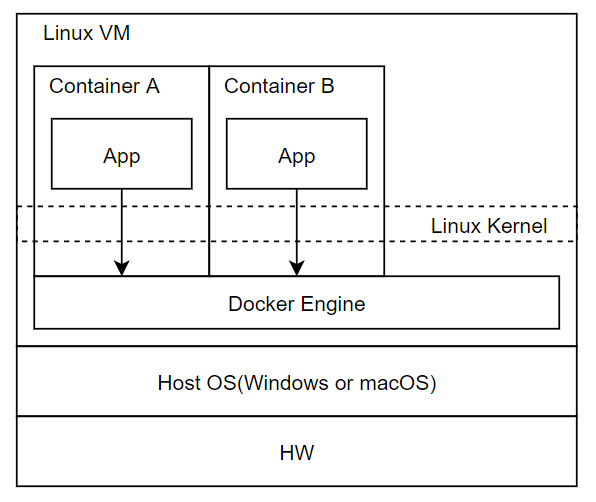 Linux VM
Container A
Container B
App
App
Linux Kernel
Docker Engine
Host OS(Windows or macOS)
HW